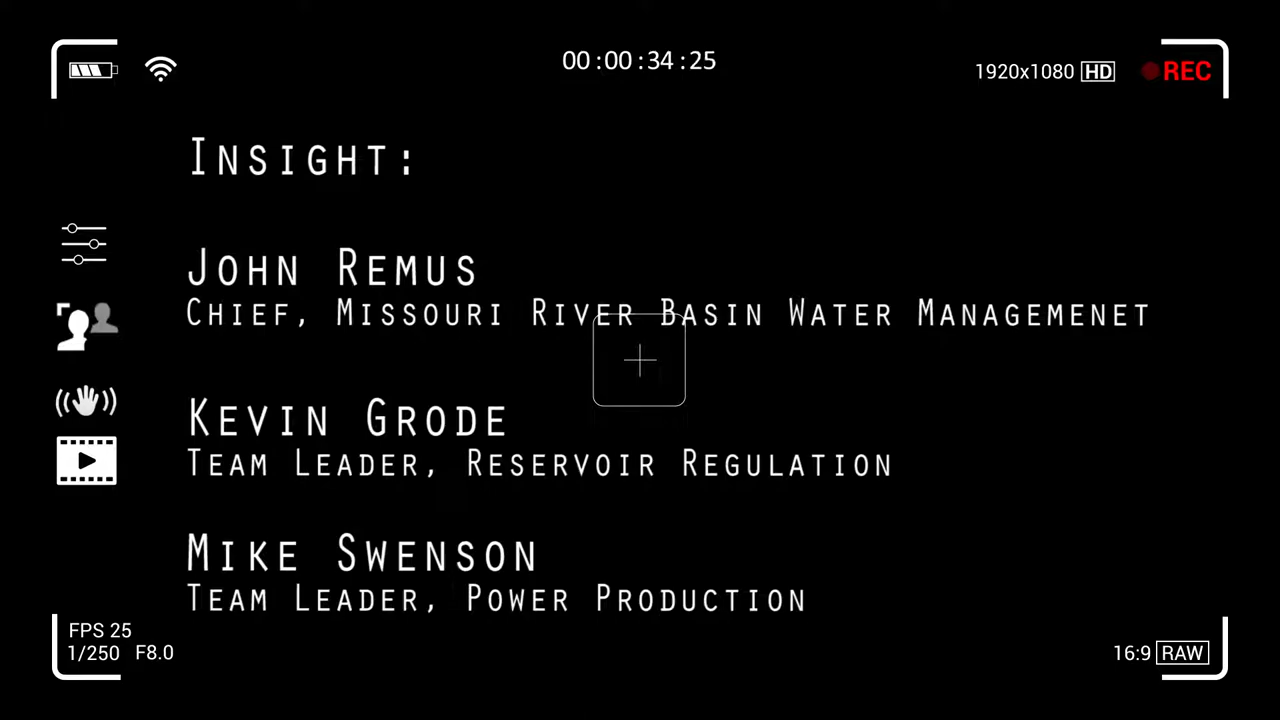 00:00:34:25
1920x1080 HD REC
INSIGHT:
JOHN REMUS
CHIEF, MISSOURI RIVER BASIN WATER MANAGEMENET
KEVIN GRODE
TEAM LEADER, RESERVOIR REGULATION
MIKE SWENSON
TEAM LEADER, POWER PRODUCTION
FPS 25
1/250 F8.0
16:9 RAW